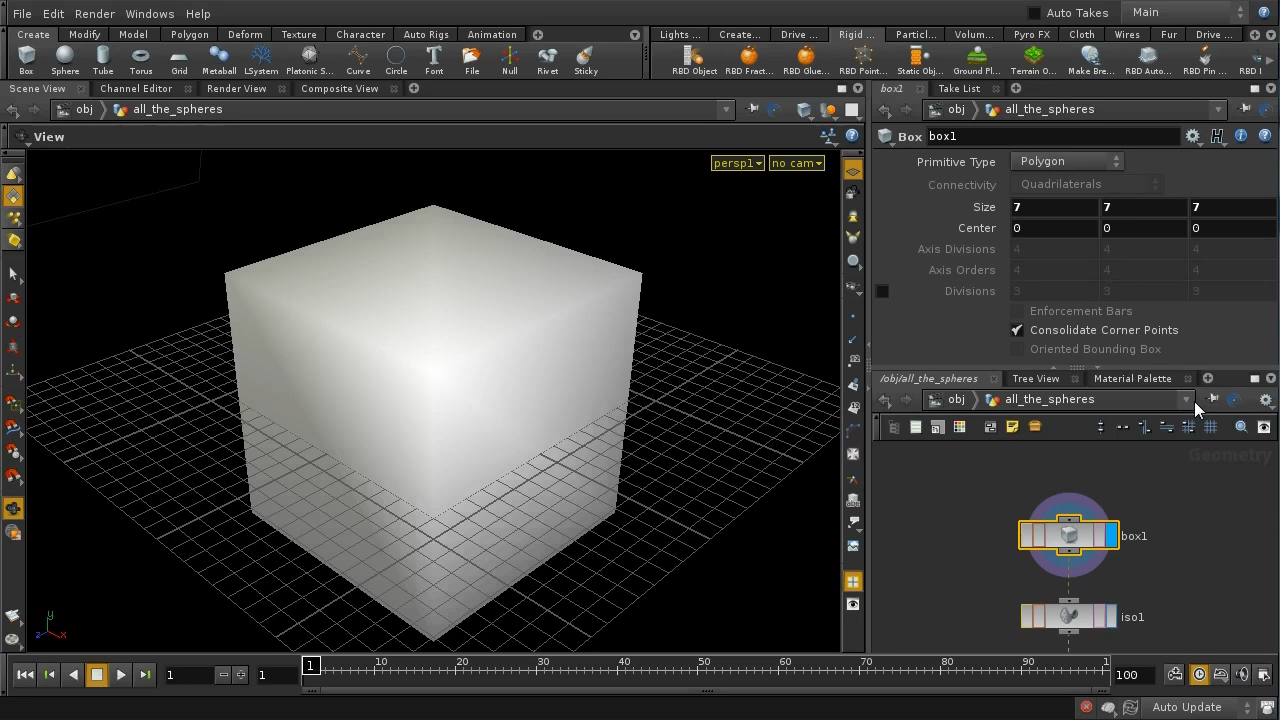 File Edit Render Windows Help
Auto Takes Main
Create Modify Model Polygon Deform Texture Character Auto Rigs Animation
Lights ... Create... Drive ... Rigid ... Particl... Volum... Pyro FX Cloth Wires Fur Drive ...
Box Sphere Tube Torus Grid Metaball LSystem Platonic S... Curve Circle Font File Null Rivet Sticky
RBD Object RBD Fract... RBD Glue... RBD Point... Static Obj... Ground Pl... Terrain O... Make Bre... RBD Auto... RBD Pin ... RBD I
Scene View Channel Editor Render View Composite View
box1 Take List
obj all_the_spheres
obj all_the_spheres
View
Box box1
persp1 no cam
Primitive Type Polygon
Connectivity Quadrilaterals
Size 7 7 7
Center 0 0 0
Axis Divisions 4 4 4
Axis Orders 4 4 4
Divisions 3 3 3
Enforcement Bars
Consolidate Corner Points
Oriented Bounding Box
/obj/all_the_spheres Tree View Material Palette
obj all_the_spheres
Geometry
box1
iso1
y
z x
1 1 1 10 20 30 40 50 60 70 80 90 1 100
Auto Update